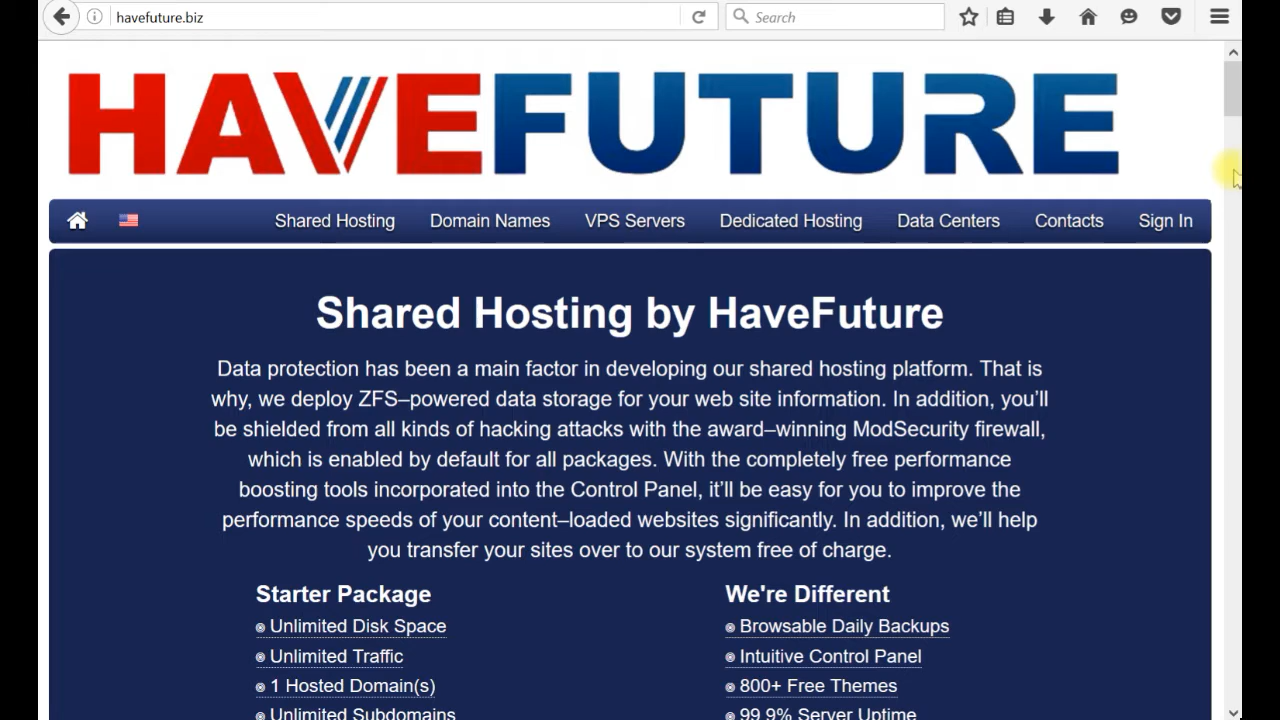 havefuture.biz
Search
HAVEFUTURE
Shared Hosting
Domain Names
VPS Servers
Dedicated Hosting
Data Centers
Contacts
Sign In
Shared Hosting by HaveFuture
Data protection has been a main factor in developing our shared hosting platform. That is
why, we deploy ZFS–powered data storage for your web site information. In addition, you’ll
be shielded from all kinds of hacking attacks with the award–winning ModSecurity firewall,
which is enabled by default for all packages. With the completely free performance
boosting tools incorporated into the Control Panel, it’ll be easy for you to improve the
performance speeds of your content–loaded websites significantly. In addition, we’ll help
you transfer your sites over to our system free of charge.
Starter Package
Unlimited Disk Space
Unlimited Traffic
1 Hosted Domain(s)
Unlimited Subdomains
We're Different
Browsable Daily Backups
Intuitive Control Panel
800+ Free Themes
99.9% Server Uptime